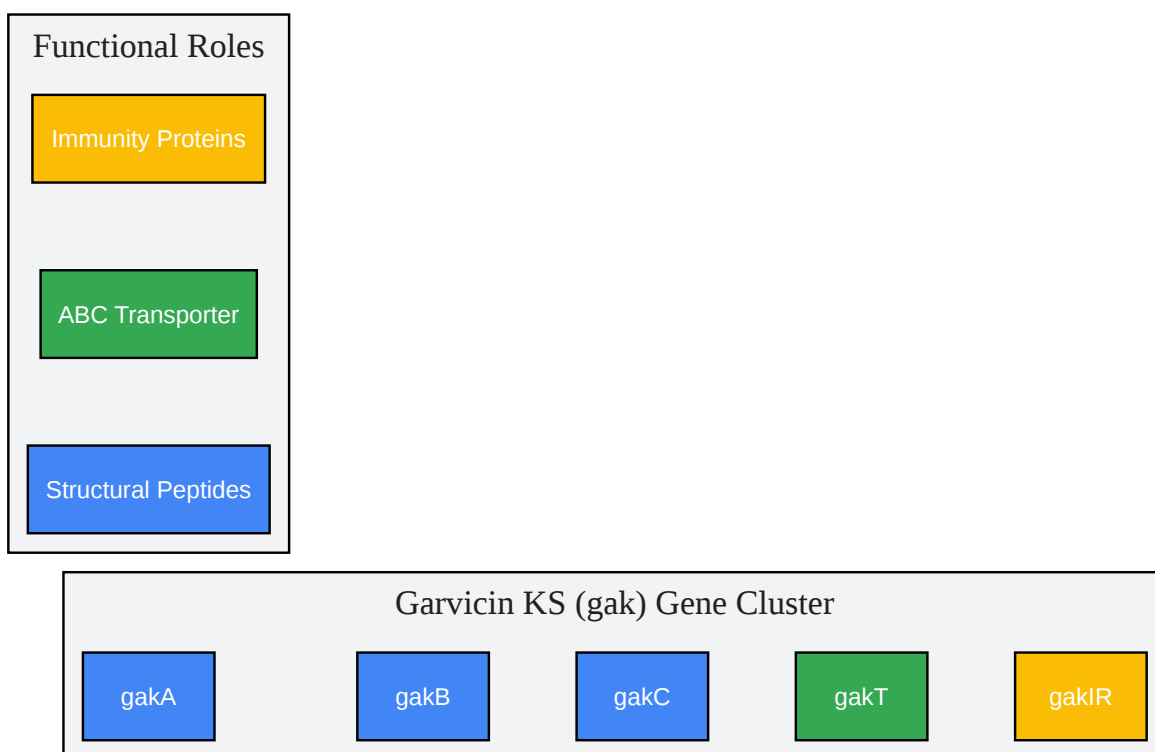 Functional Roles
Immunity Proteins
ABC Transporter
Structural Peptides
Garvicin KS (gak) Gene Cluster
gakA
gakB
gakC
gakT
gakIR